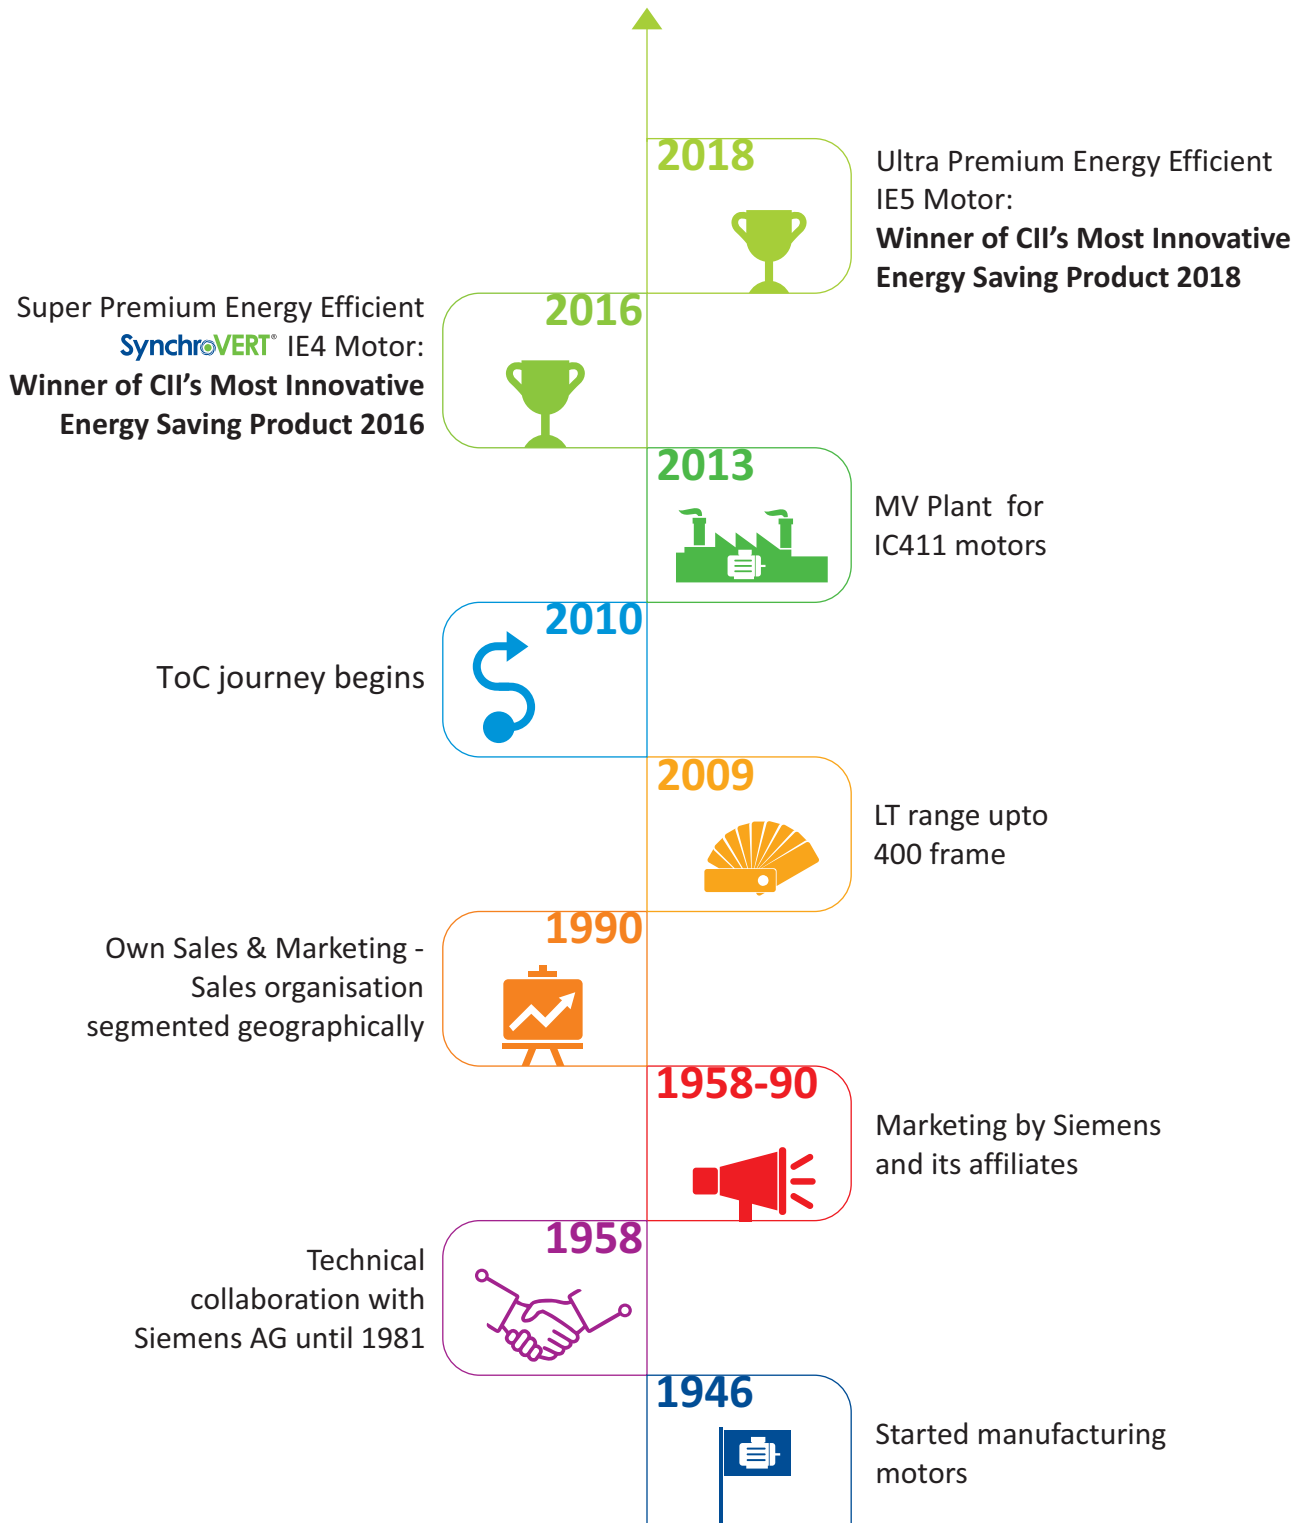 2018
Ultra Premium Energy Efficient
IE5 Motor:
Winner of CII's Most Innovative
Energy Saving Product 2018
2016
Super Premium Energy Efficient
SynchroVERT® IE4 Motor:
Winner of CII's Most Innovative
Energy Saving Product 2016
2013
MV Plant for
IC411 motors
2010
ToC journey begins
2009
LT range upto
400 frame
1990
Own Sales & Marketing -
Sales organisation
segmented geographically
1958-90
Marketing by Siemens
and its affiliates
1958
Technical
collaboration with
Siemens AG until 1981
1946
Started manufacturing
motors